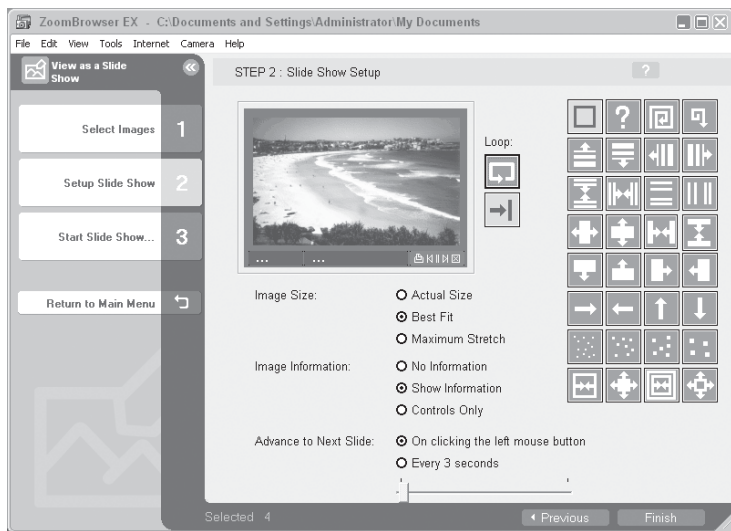 ZoomBrowser EX - C:\Documents and Settings\Administrator\My Documents
File Edit View Tools Internet Camera Help
View as a Slide
Show
STEP 2 : Slide Show Setup
?
Select Images 1
Setup Slide Show 2
Start Slide Show... 3
Return to Main Menu
Loop:
?
... ...
Image Size:
Actual Size
Best Fit
Maximum Stretch
Image Information:
No Information
Show Information
Controls Only
Advance to Next Slide:
On clicking the left mouse button
Every 3 seconds
Selected 4
Previous
Finish